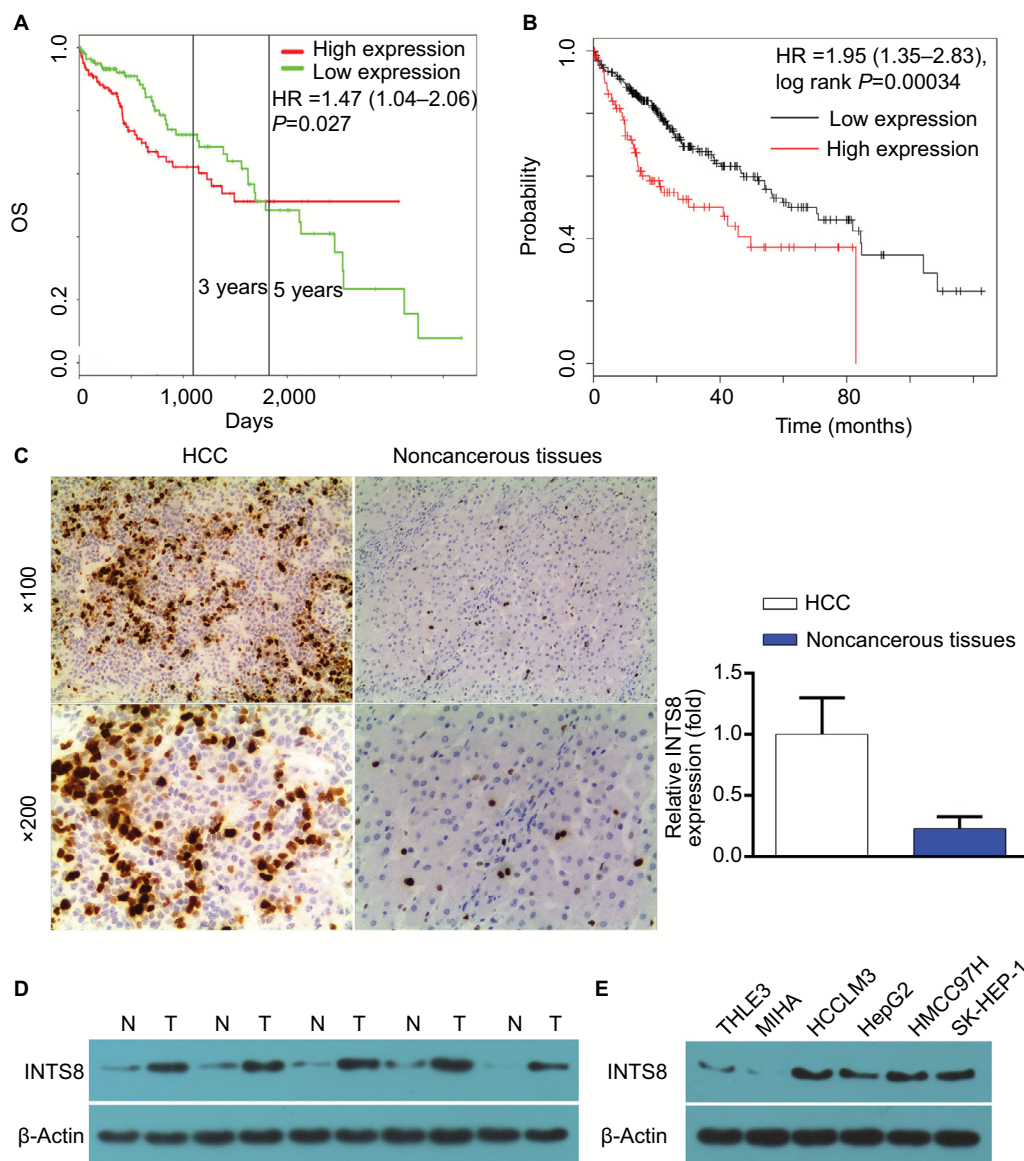 A
1.0
0.2
0.0
OS
High expression
Low expression
HR =1.47 (1.04–2.06)
P=0.027
3 years
5 years
0
1,000
2,000
Days
B
1.0
0.4
0.0
Probability
HR =1.95 (1.35–2.83),
log rank P=0.00034
Low expression
High expression
0
40
80
Time (months)
C
HCC
Noncancerous tissues
×100
×200
HCC
Noncancerous tissues
Relative INTS8
expression (fold)
1.5
1.0
0.5
0.0
D
N T N T N T N T N T
INTS8
β-Actin
E
THLE3
MIHA
HCCLM3
HepG2
HMCC97H
SK-HEP-1
INTS8
β-Actin